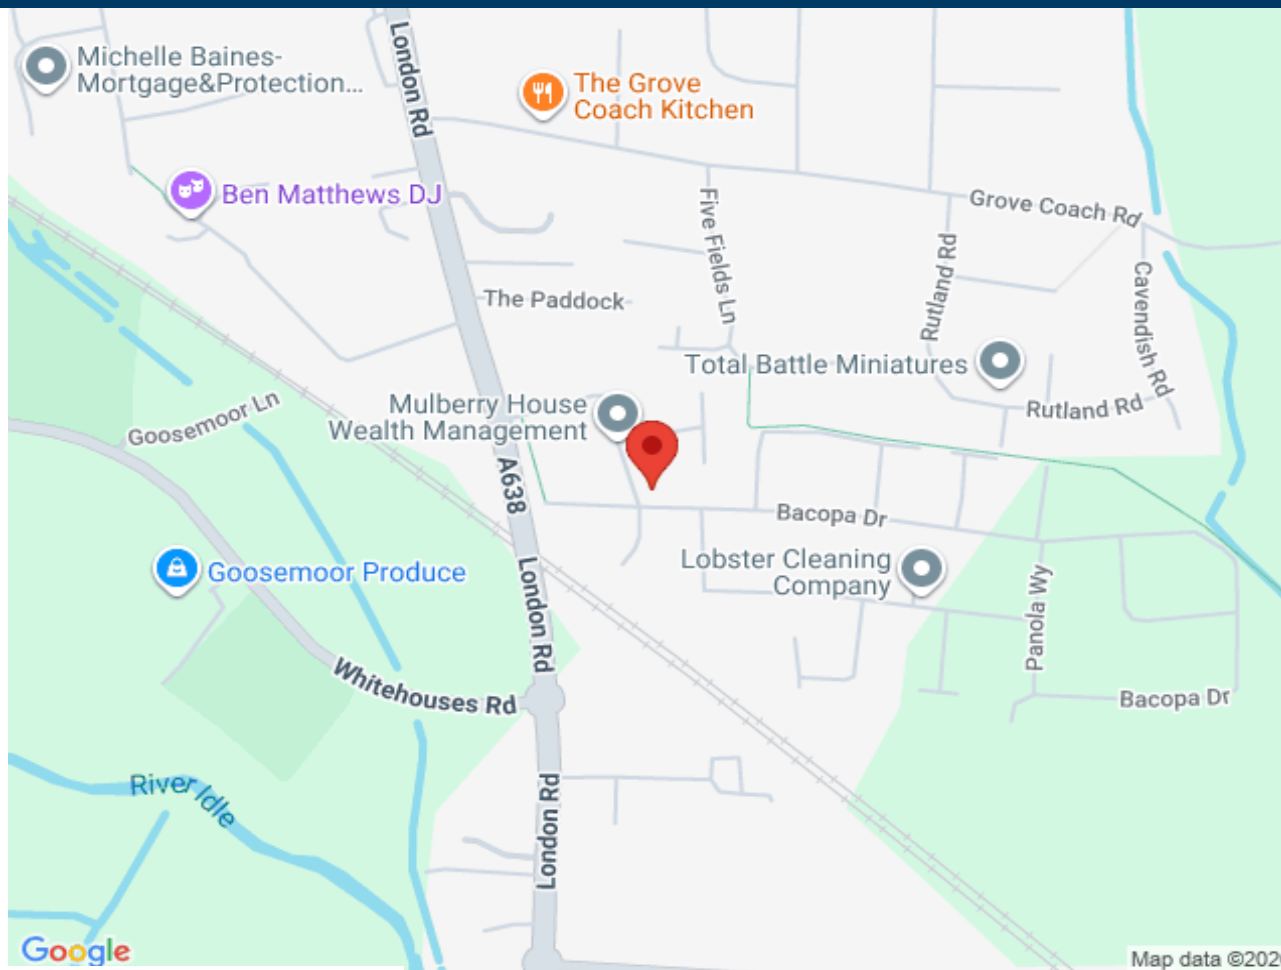 London Rd
Michelle Baines-
Mortgage&Protection...
The Grove
Coach Kitchen
Ben Matthews DJ
Five Fields Ln
Grove Coach Rd
Rutland Rd
Cavendish Rd
The Paddock
Total Battle Miniatures
Rutland Rd
Goosemoor Ln
Mulberry House
Wealth Management
A638
Bacopa Dr
Lobster Cleaning
Company
Goosemoor Produce
London Rd
Panola Wy
Whitehouses Rd
Bacopa Dr
River Idle
London Rd
Google
Map data ©202